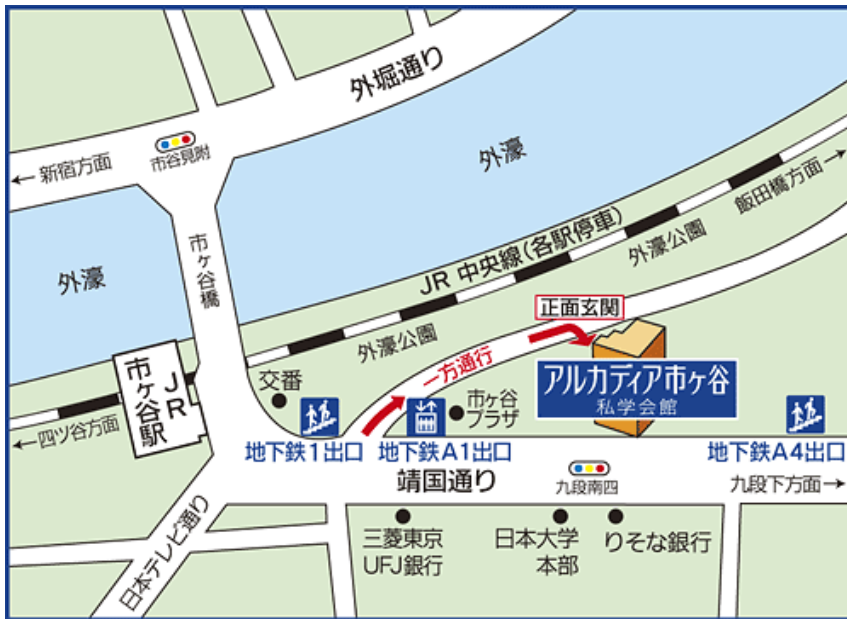 外堀通り
市谷見附
←新宿方面
外濠
飯田橋方面→
市ヶ谷橋
外濠
JR 中央線(各駅停車)
外濠公園
正面玄関
外濠公園
アルカディア市ヶ谷
私学会館
一方通行
JR
市ヶ谷駅
交番
市ヶ谷
プラザ
←四ツ谷方面
地下鉄1出口
地下鉄A1出口
地下鉄A4出口
靖国通り
九段南四
九段下方面→
日本テレビ通り
三菱東京
UFJ銀行
日本大学
本部
りそな銀行